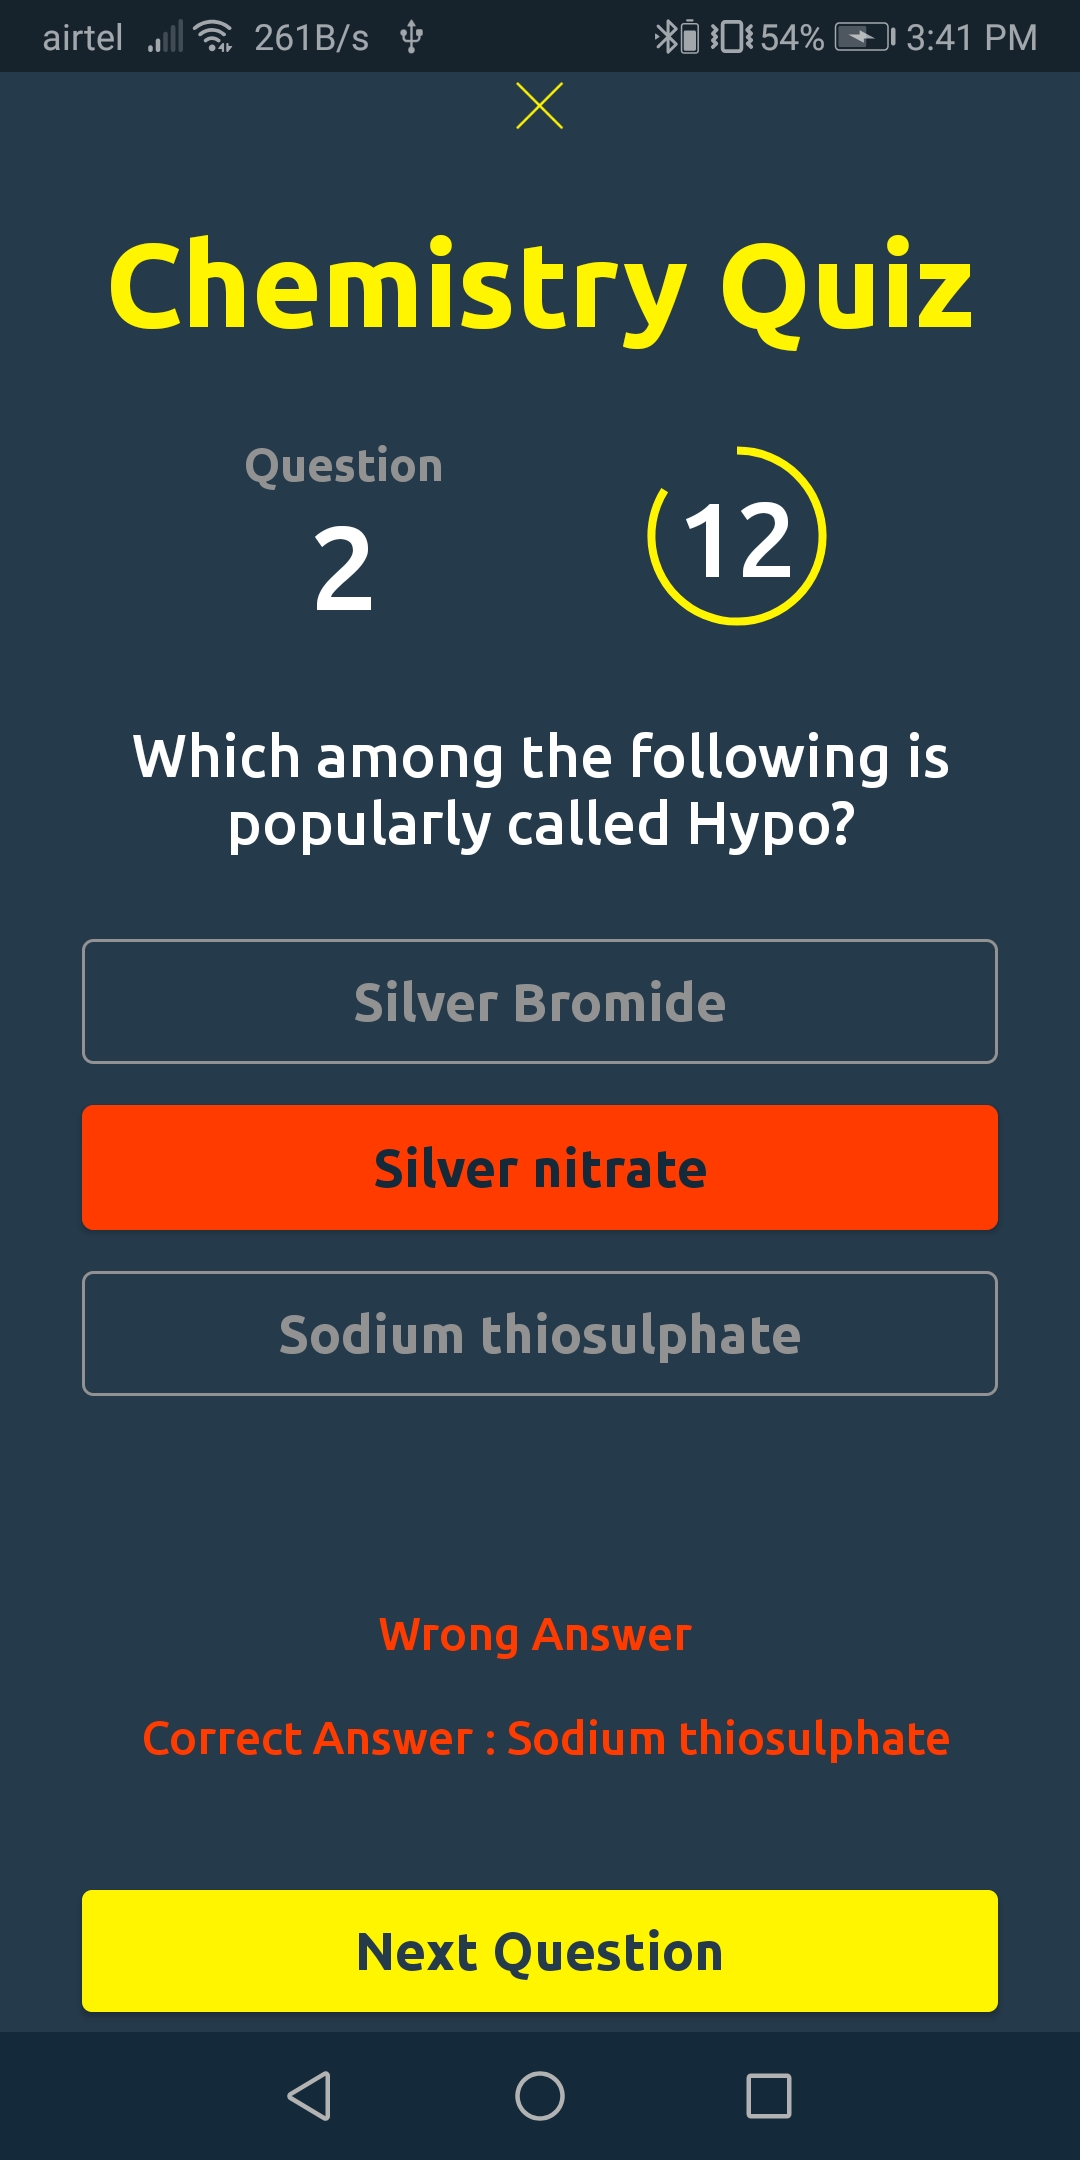 airtel 261B/s 54% 3:41 PM
Chemistry Quiz
Question
2
12
Which among the following is
popularly called Hypo?
Silver Bromide
Silver nitrate
Sodium thiosulphate
Wrong Answer
Correct Answer : Sodium thiosulphate
Next Question